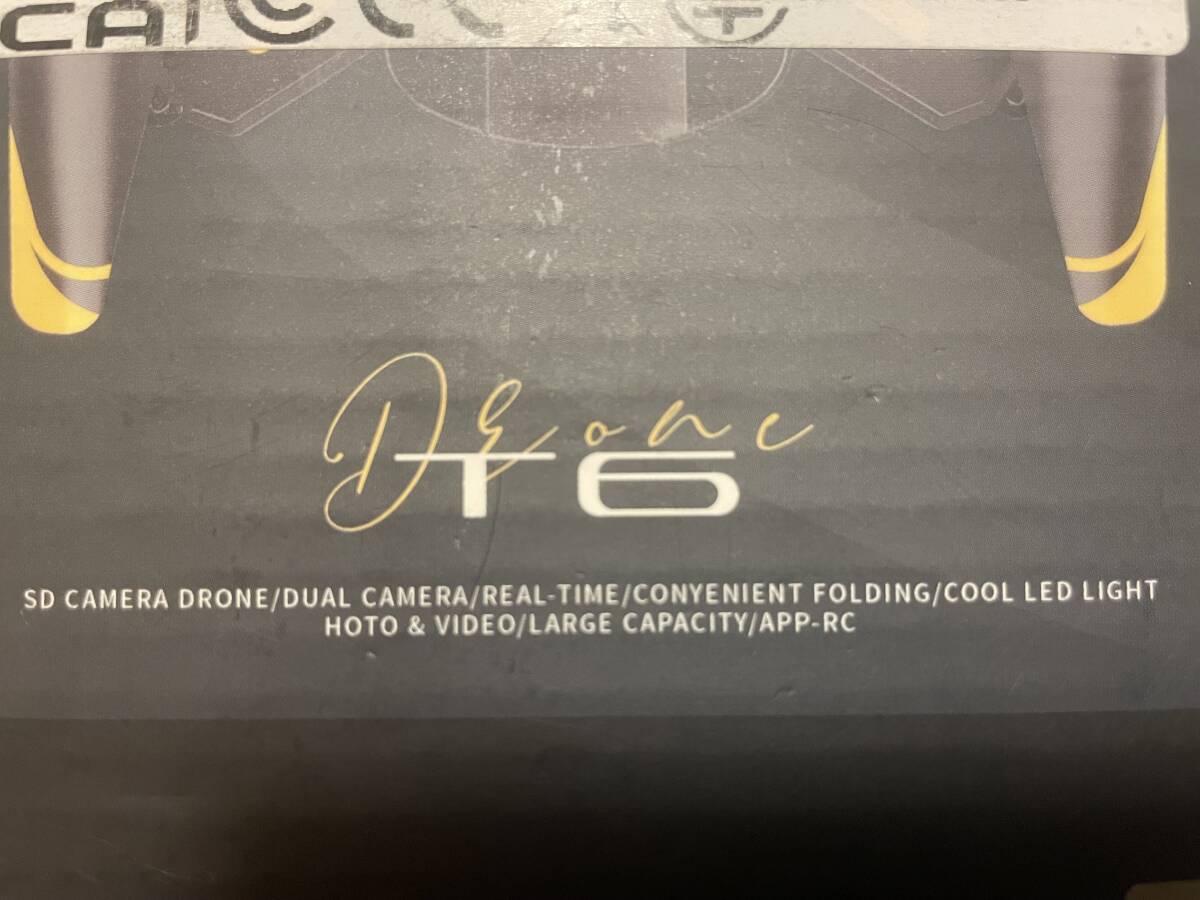 Drone
T6
SD CAMERA DRONE/DUAL CAMERA/REAL-TIME/CONYENIENT FOLDING/COOL LED LIGHT
HOTO & VIDEO/LARGE CAPACITY/APP-RC